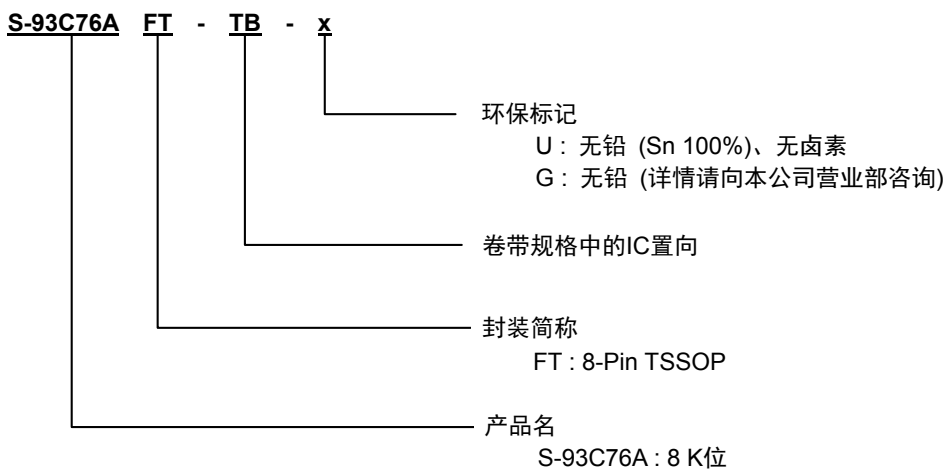 S-93C76A FT - TB - x
环保标记
U : 无铅 (Sn 100%)、无卤素
G : 无铅 (详情请向本公司营业部咨询)
卷带规格中的IC置向
封装简称
FT : 8-Pin TSSOP
产品名
S-93C76A : 8 K位